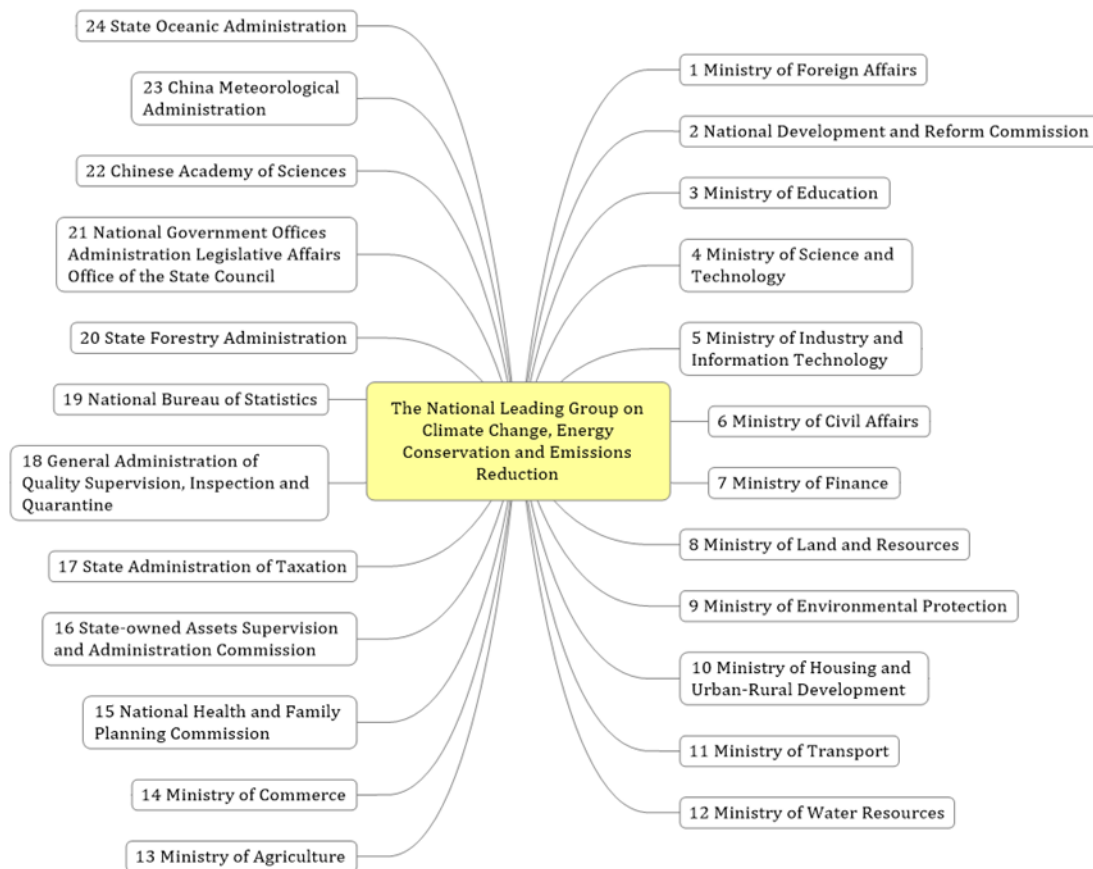 24 State Oceanic Administration
23 China Meteorological
Administration
22 Chinese Academy of Sciences
21 National Government Offices
Administration Legislative Affairs
Office of the State Council
20 State Forestry Administration
19 National Bureau of Statistics
18 General Administration of
Quality Supervision, Inspection and
Quarantine
17 State Administration of Taxation
16 State-owned Assets Supervision
and Administration Commission
15 National Health and Family
Planning Commission
14 Ministry of Commerce
13 Ministry of Agriculture
The National Leading Group on
Climate Change, Energy
Conservation and Emissions
Reduction
1 Ministry of Foreign Affairs
2 National Development and Reform Commission
3 Ministry of Education
4 Ministry of Science and
Technology
5 Ministry of Industry and
Information Technology
6 Ministry of Civil Affairs
7 Ministry of Finance
8 Ministry of Land and Resources
9 Ministry of Environmental Protection
10 Ministry of Housing and
Urban-Rural Development
11 Ministry of Transport
12 Ministry of Water Resources